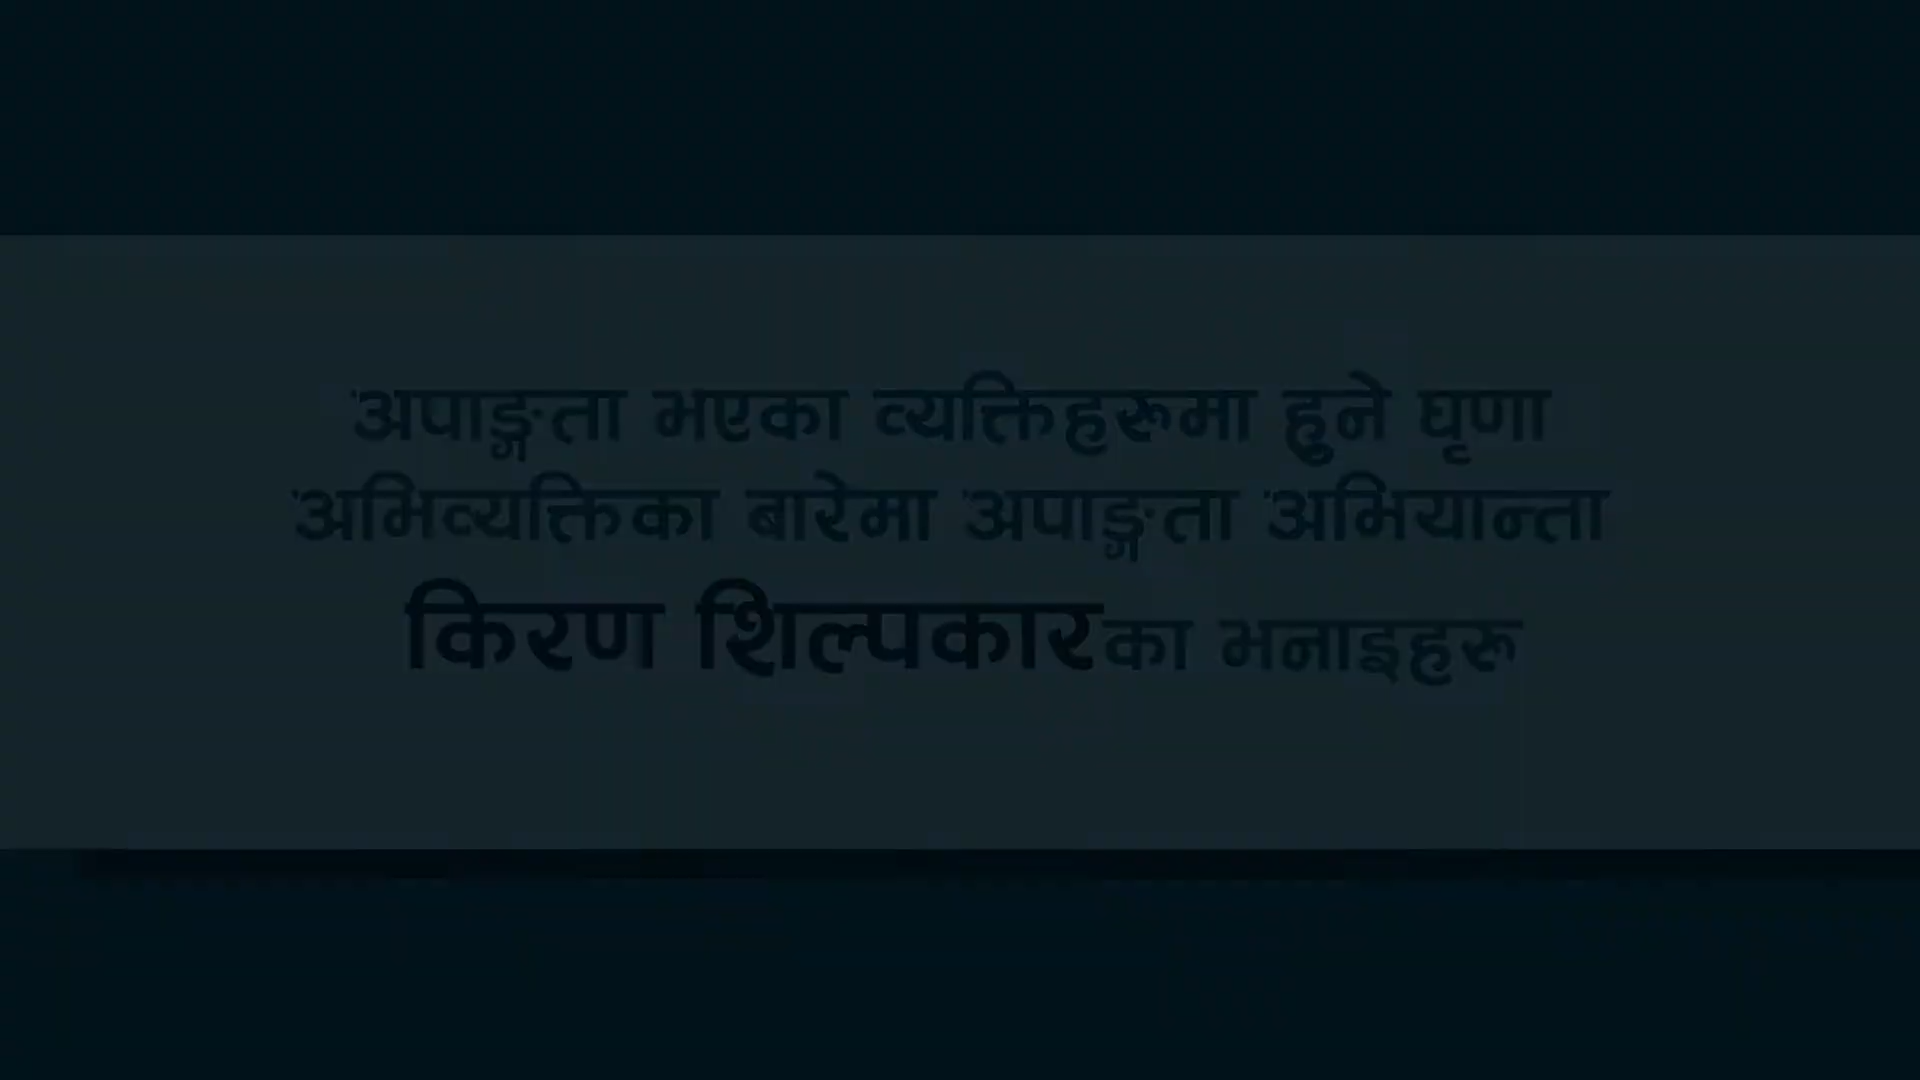 अपाङ्गता भएका व्यक्तिहरूमा हुने घृणा
अभिव्यक्तिका बारेमा अपाङ्गता अभियान्ता
किरण शिल्पकारका भनाइहरू